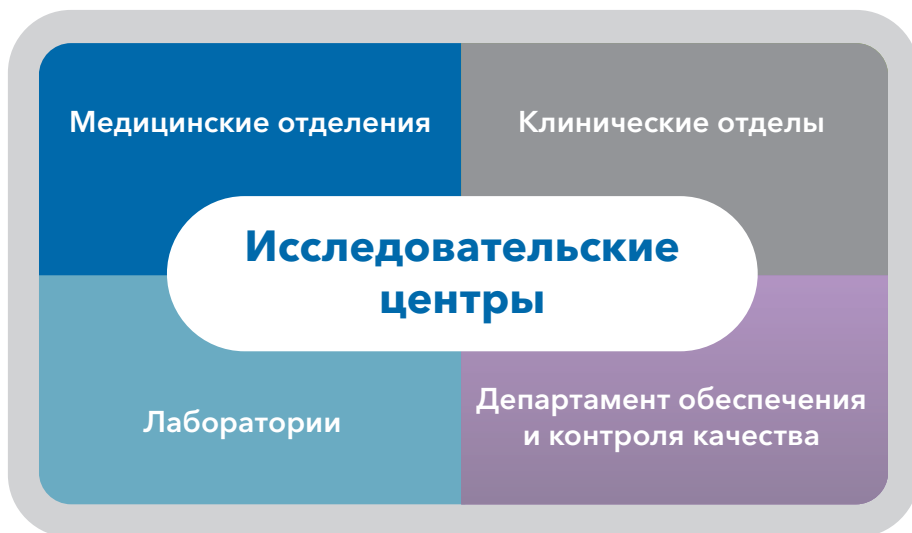 Медицинские отделения
Клинические отделы
Исследовательские
центры
Лаборатории
Департамент обеспечения
и контроля качества